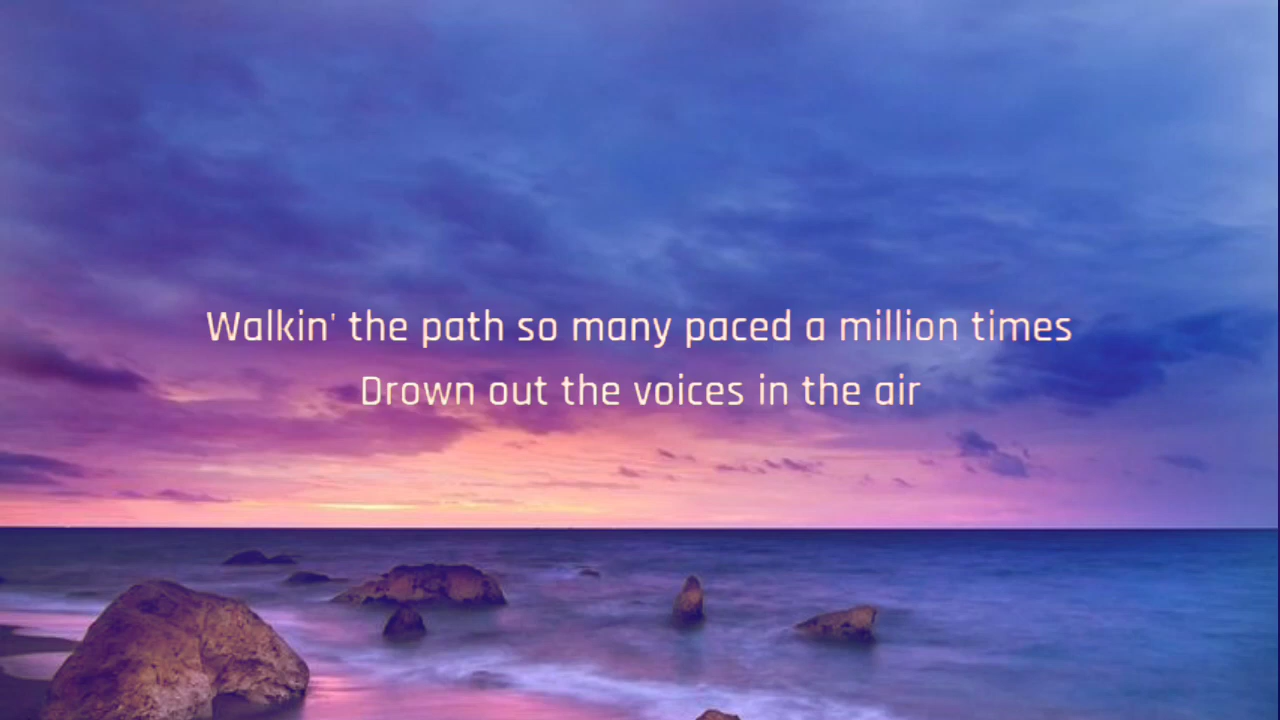 Walkin' the path so many paced a million times
Drown out the voices in the air